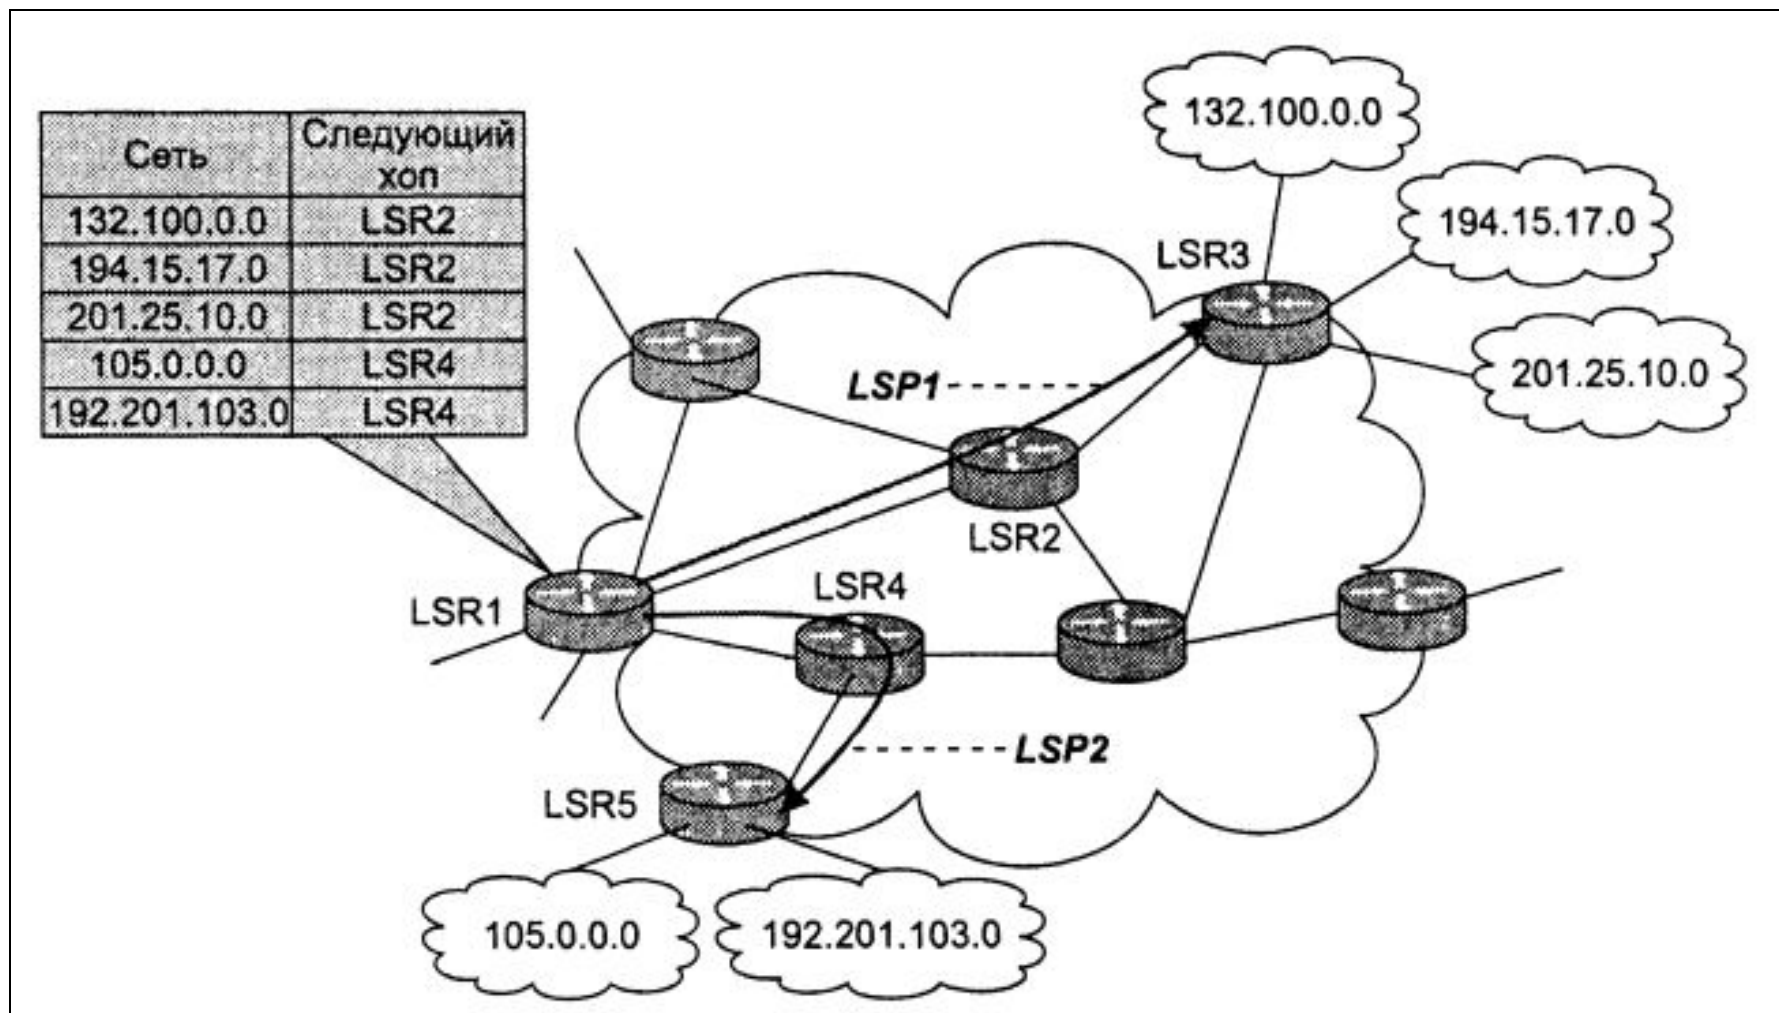 Сеть
Следующий
хоп
132.100.0.0 LSR2
194.15.17.0 LSR2
201.25.10.0 LSR2
105.0.0.0 LSR4
192.201.103.0 LSR4
132.100.0.0
194.15.17.0
LSR3
201.25.10.0
LSP1
LSR2
LSR1
LSR4
LSP2
LSR5
105.0.0.0
192.201.103.0